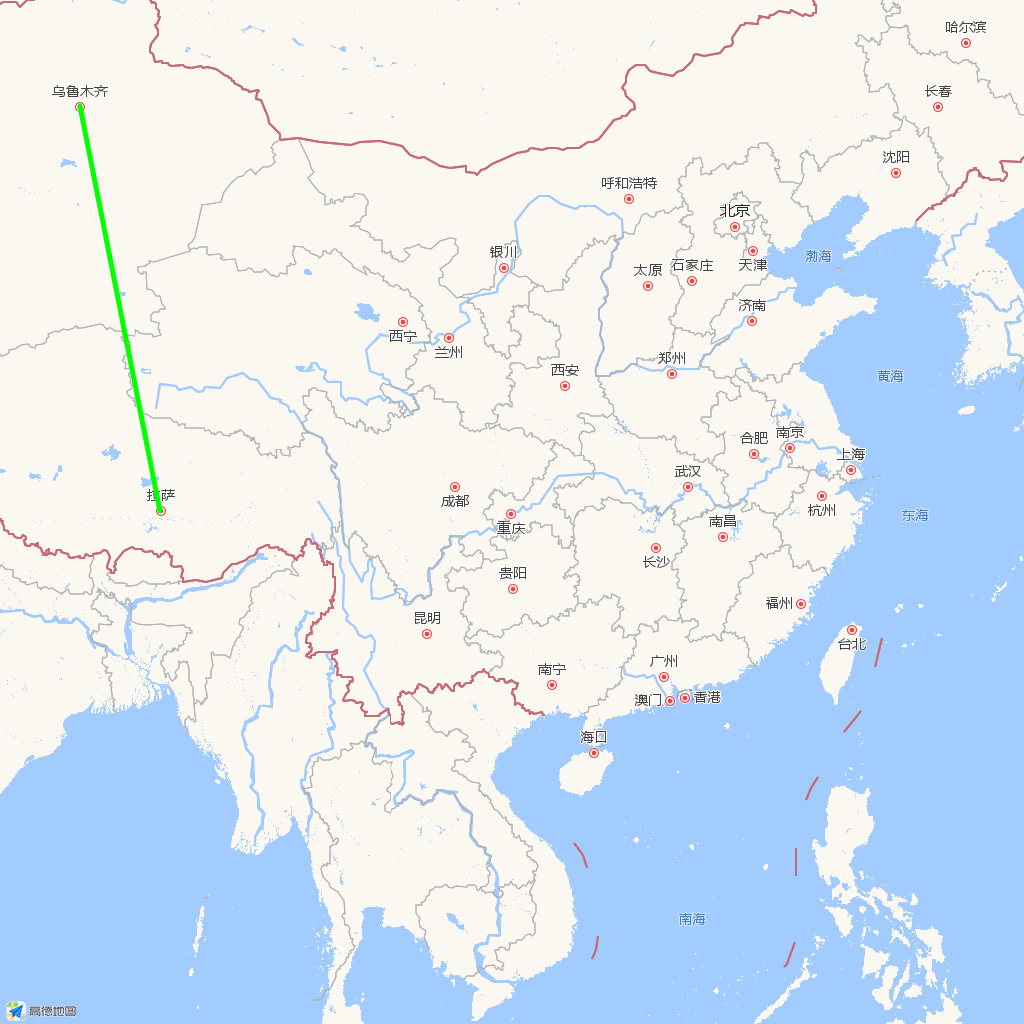 哈尔滨
乌鲁木齐
长春
沈阳
呼和浩特
北京
银川
渤海
天津
石家庄
太原
济南
西宁
兰州
郑州
西安
黄海
南京
合肥
上海
武汉
拉萨
成都
杭州
东海
南昌
重庆
长沙
贵阳
福州
昆明
台北
广州
南宁
香港
澳门
海口
南海
高德地图